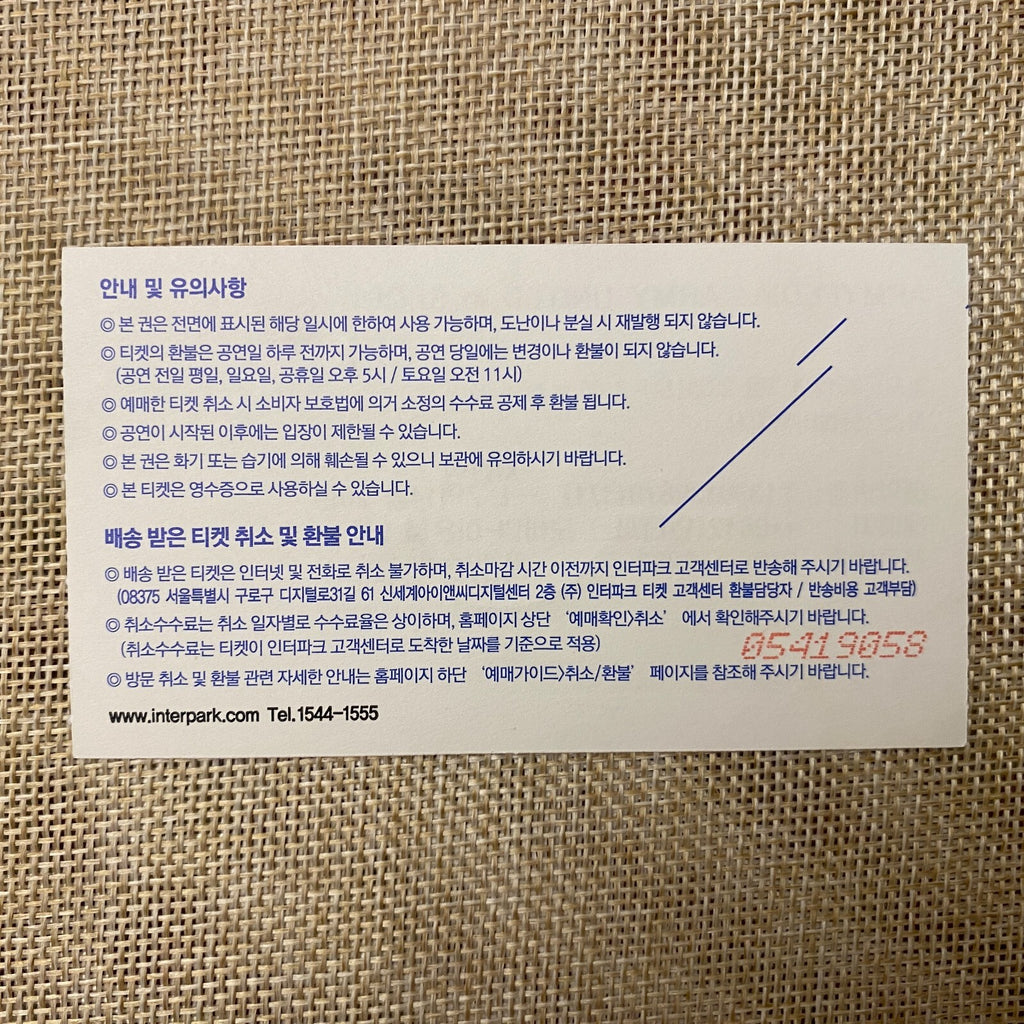 안내 및 유의사항
◎ 본 권은 전면에 표시된 해당 일시에 한하여 사용 가능하며, 도난이나 분실 시 재발행 되지 않습니다.
◎ 티켓의 환불은 공연일 하루 전까지 가능하며, 공연 당일에는 변경이나 환불이 되지 않습니다.
(공연 전일 평일, 일요일, 공휴일 오후 5시 / 토요일 오전 11시)
◎ 예매한 티켓 취소 시 소비자 보호법에 의거 소정의 수수료 공제 후 환불 됩니다.
◎ 공연이 시작된 이후에는 입장이 제한될 수 있습니다.
◎ 본 권은 화기 또는 습기에 의해 훼손될 수 있으니 보관에 유의하시기 바랍니다.
◎ 본 티켓은 영수증으로 사용하실 수 있습니다.
배송 받은 티켓 취소 및 환불 안내
◎ 배송 받은 티켓은 인터넷 및 전화로 취소 불가하며, 취소마감 시간 이전까지 인터파크 고객센터로 반송해 주시기 바랍니다.
(08375 서울특별시 구로구 디지털로31길 61 신세계아이앤씨디지털센터 2층 (주) 인터파크 티켓 고객센터 환불담당자 / 반송비용 고객부담)
◎ 취소수수료는 취소 일자별로 수수료율은 상이하며, 홈페이지 상단 ‘예매확인>취소’ 에서 확인해주시기 바랍니다.
(취소수수료는 티켓이 인터파크 고객센터로 도착한 날짜를 기준으로 적용)
05419058
◎ 방문 취소 및 환불 관련 자세한 안내는 홈페이지 하단 ‘예매가이드>취소/환불’ 페이지를 참조해 주시기 바랍니다.
www.interpark.com Tel.1544-1555